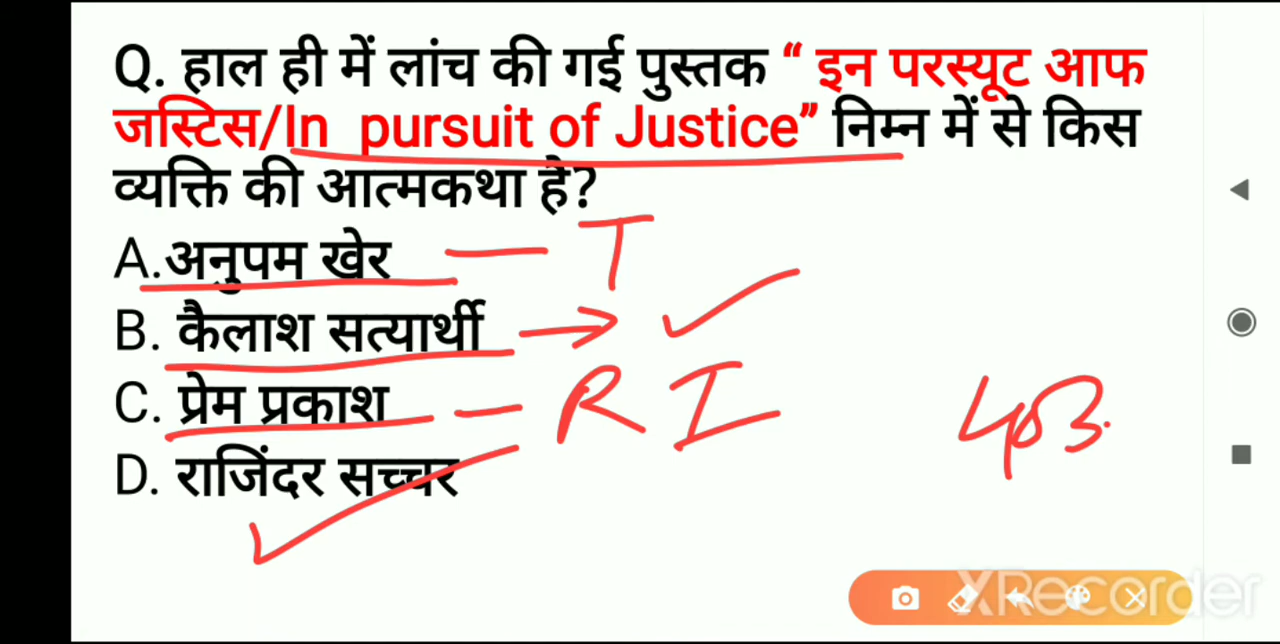 Q. हाल ही में लांच की गई पुस्तक “ इन परस्यूट आफ
जस्टिस/In pursuit of Justice” निम्न में से किस
व्यक्ति की आत्मकथा है?
A.अनुपम खेर — T
B. कैलाश सत्यार्थी → ✓
C. प्रेम प्रकाश — R I
D. राजिंदर सच्चर
XRecorder